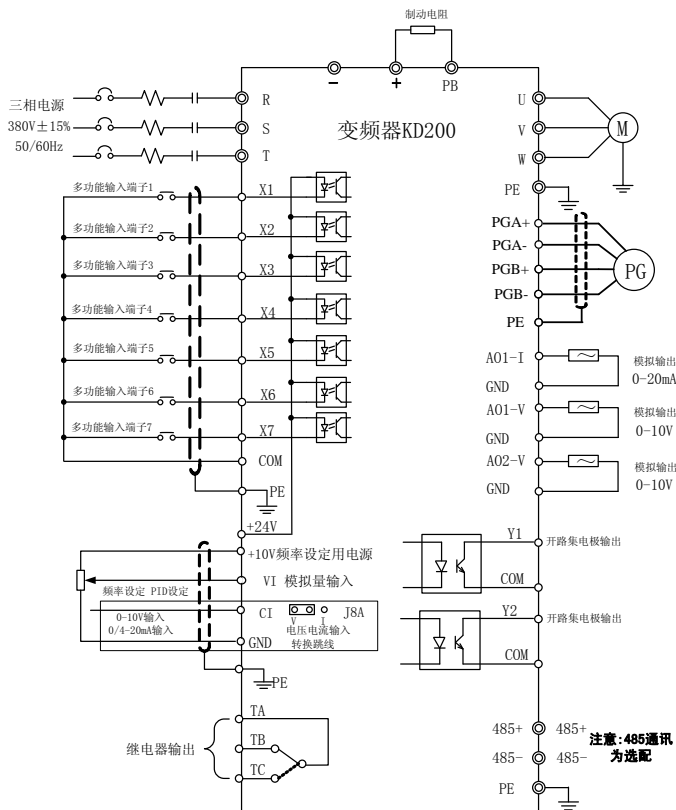 制动电阻
- + PB
三相电源
380V±15%
50/60Hz
R
S
T
变频器KD200
U
V
W
M
PE
多功能输入端子1
X1
多功能输入端子2
X2
多功能输入端子3
X3
多功能输入端子4
X4
多功能输入端子5
X5
多功能输入端子6
X6
多功能输入端子7
X7
COM
PE
+24V
PGA+
PGA-
PGB+
PGB-
PE
PG
AO1-I
GND
模拟输出
0-20mA
AO1-V
GND
模拟输出
0-10V
AO2-V
GND
模拟输出
0-10V
+10V频率设定用电源
VI 模拟量输入
频率设定 PID设定
CI
V I
J8A
0-10V输入
0/4-20mA输入
电压电流输入
转换跳线
GND
PE
Y1
开路集电极输出
COM
Y2
开路集电极输出
COM
继电器输出
TA
TB
TC
485+ 485+
485- 485-
注意:485通讯
为选配
PE